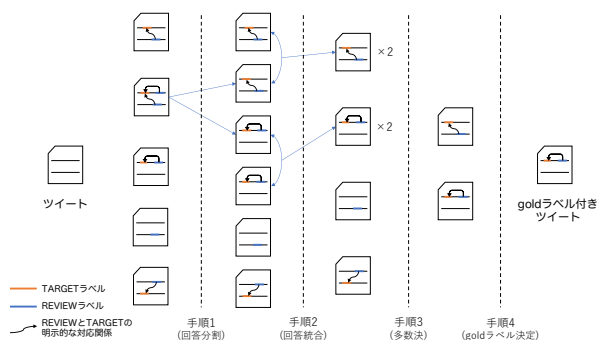 ×2
×2
ツイート
goldラベル付き
ツイート
TARGETラベル
REVIEWラベル
REVIEWとTARGETの
明示的な対応関係
手順1
(回答分割)
手順2
(回答統合)
手順3
(多数決)
手順4
(goldラベル決定)